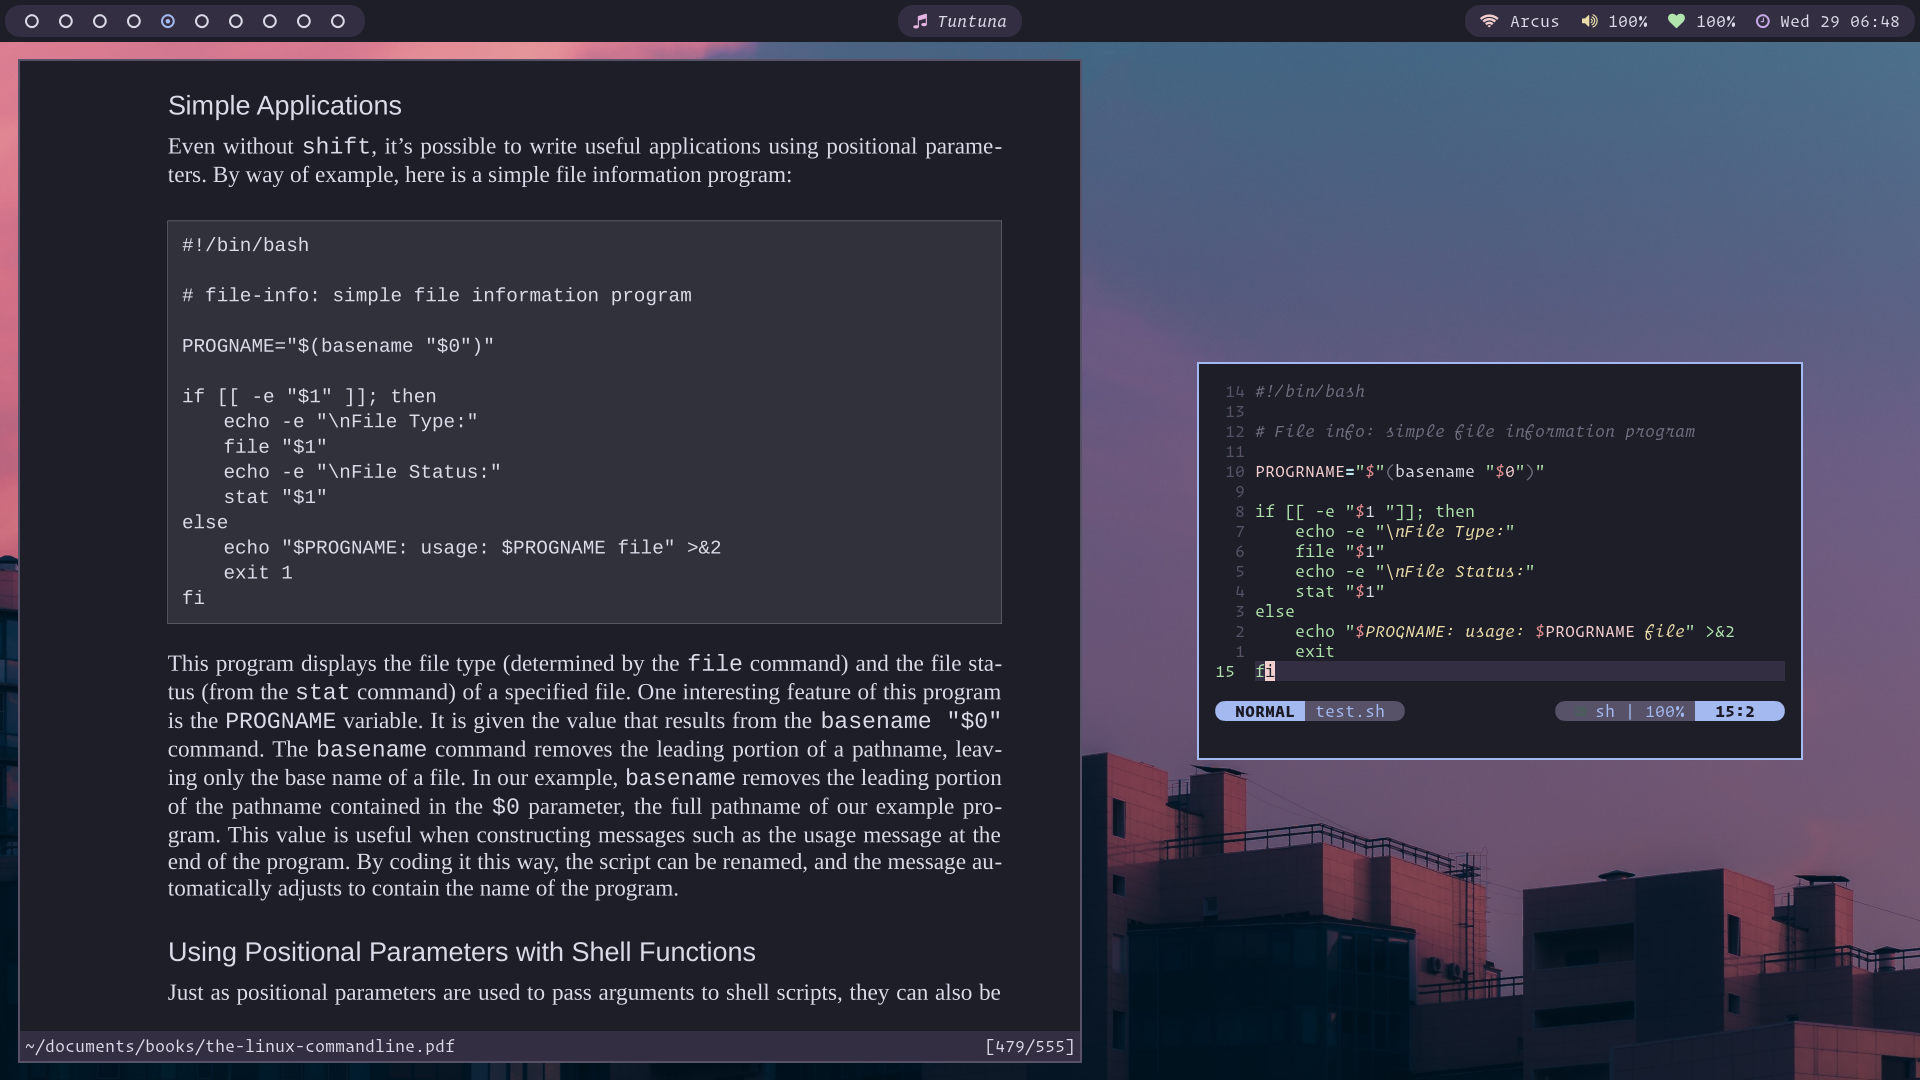 Tuntuna
Arcus 100% 100% Wed 29 06:48
Simple Applications
Even without shift, it’s possible to write useful applications using positional parame-
ters. By way of example, here is a simple file information program:
#!/bin/bash
# file-info: simple file information program
PROGNAME="$(basename "$0")"
if [[ -e "$1" ]]; then
echo -e "\nFile Type:"
file "$1"
echo -e "\nFile Status:"
stat "$1"
else
echo "$PROGNAME: usage: $PROGNAME file" >&2
exit 1
fi
This program displays the file type (determined by the file command) and the file sta-
tus (from the stat command) of a specified file. One interesting feature of this program
is the PROGNAME variable. It is given the value that results from the basename "$0"
command. The basename command removes the leading portion of a pathname, leav-
ing only the base name of a file. In our example, basename removes the leading portion
of the pathname contained in the $0 parameter, the full pathname of our example pro-
gram. This value is useful when constructing messages such as the usage message at the
end of the program. By coding it this way, the script can be renamed, and the message au-
tomatically adjusts to contain the name of the program.
Using Positional Parameters with Shell Functions
Just as positional parameters are used to pass arguments to shell scripts, they can also be
~/documents/books/the-linux-commandline.pdf [479/555]
14 #!/bin/bash
13
12 # File info: simple file information program
11
10 PROGRNAME="$"(basename "$0")"
9
8 if [[ -e "$1 "]]; then
7 echo -e "\nFile Type:"
6 file "$1"
5 echo -e "\nFile Status:"
4 stat "$1"
3 else
2 echo "$PROGNAME: usage: $PROGRNAME file" >&2
1 exit
15 fi
NORMAL test.sh sh | 100% 15:2